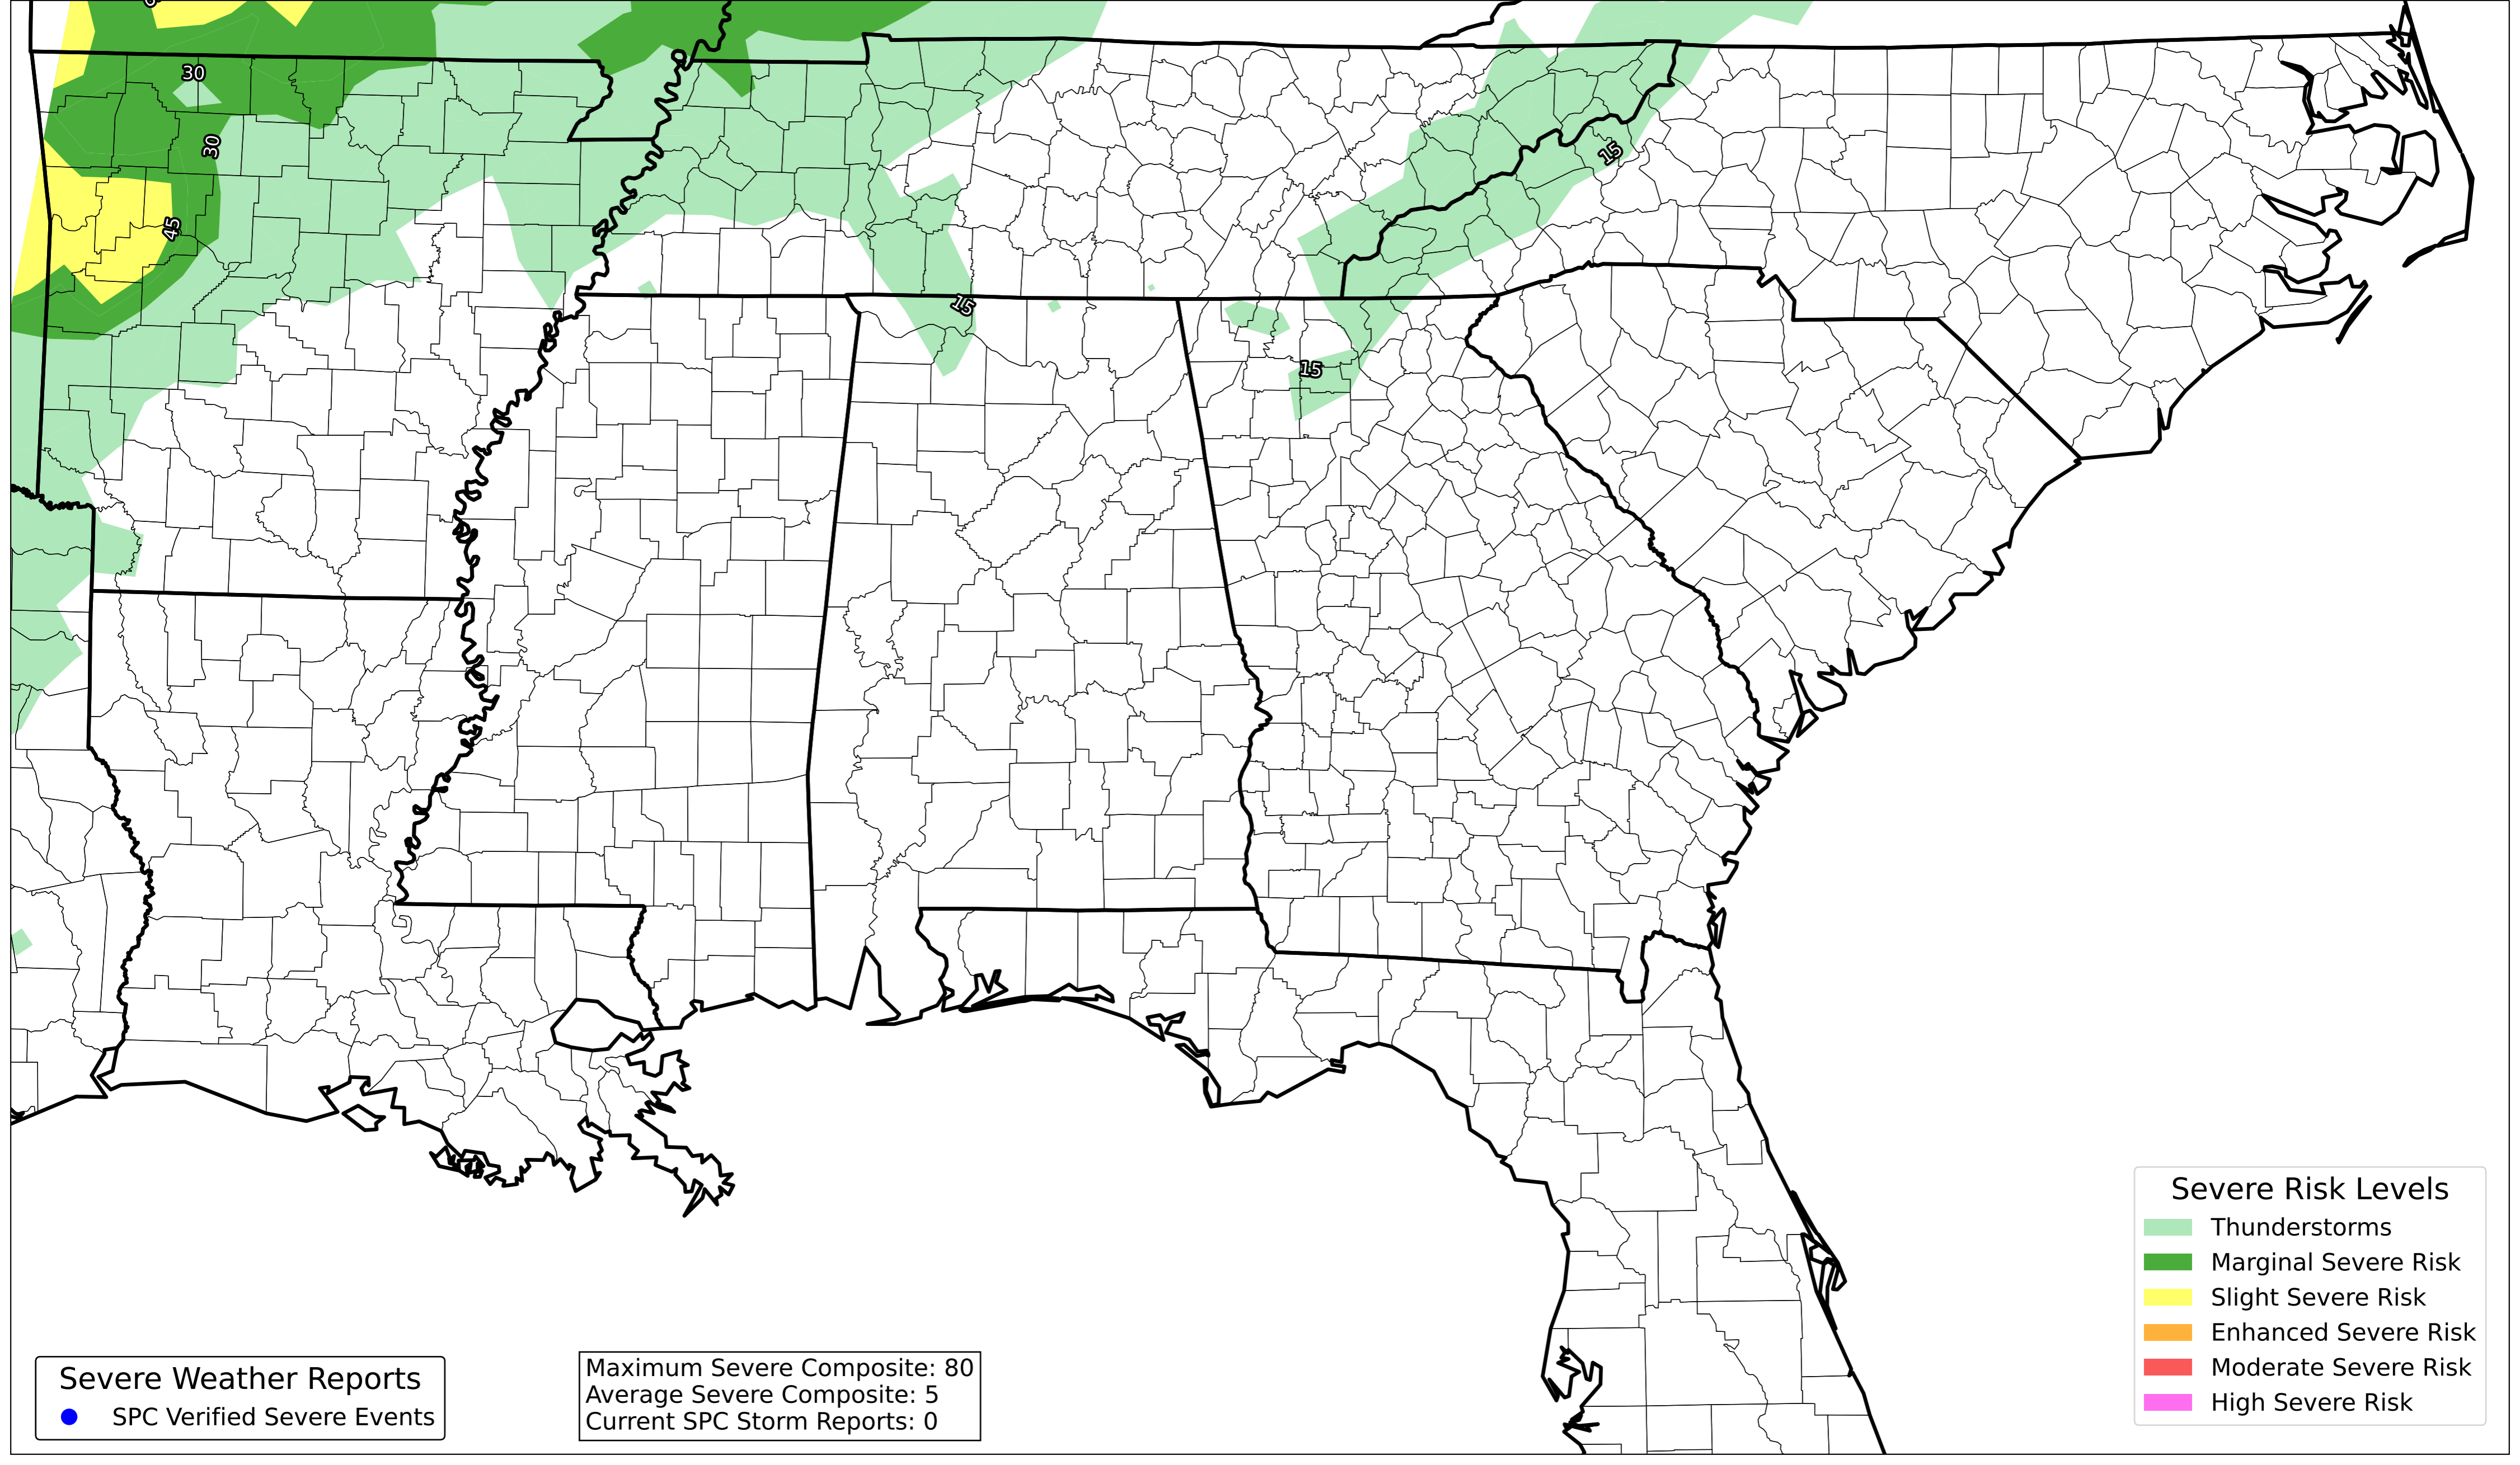 30
30
45
15
15
15
Severe Risk Levels
Thunderstorms
Marginal Severe Risk
Slight Severe Risk
Enhanced Severe Risk
Moderate Severe Risk
High Severe Risk
Severe Weather Reports
SPC Verified Severe Events
Maximum Severe Composite: 80
Average Severe Composite: 5
Current SPC Storm Reports: 0